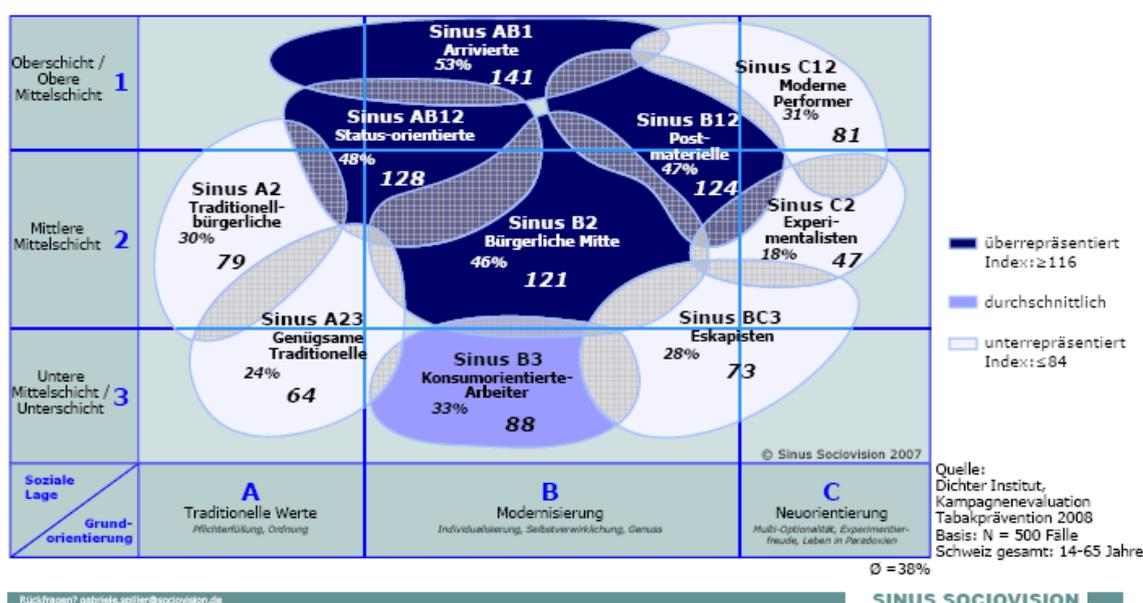 Sinus AB1
Arrivierte
53%
141
Oberschicht /
Obere
Mittelschicht
1
Sinus C12
Moderne
Performer
31%
81
Sinus AB12
Status-orientierte
48%
128
Sinus B12
Post-
materielle
47%
124
Mittlere
Mittelschicht
2
Sinus A2
Traditionell-
bürgerliche
30%
79
Sinus B2
Bürgerliche Mitte
46%
121
Sinus C2
Experi-
mentalisten
18%
47
Untere
Mittelschicht /
Unterschicht
3
Sinus A23
Genügsame
Traditionelle
24%
64
Sinus B3
Konsumorientierte-
Arbeiter
33%
88
Sinus BC3
Eskapisten
28%
73
überrepräsentiert
Index:≥116
durchschnittlich
unterrepräsentiert
Index:≤84
© Sinus Sociovision 2007
Soziale
Lage
Grund-
orientierung
A
Traditionelle Werte
Pflichterfüllung, Ordnung
B
Modernisierung
Individualisierung, Selbstverwirklichung, Genuss
C
Neuorientierung
Multi-Optionalität, Experimentier-
freude, Leben in Paradoxien
Quelle:
Dichter Institut,
Kampagnenevaluation
Tabakprävention 2008
Basis: N = 500 Fälle
Schweiz gesamt: 14-65 Jahre
Ø =38%
Rückfragen? gabriele.spiller@sociovision.de
SINUS SOCIOVISION